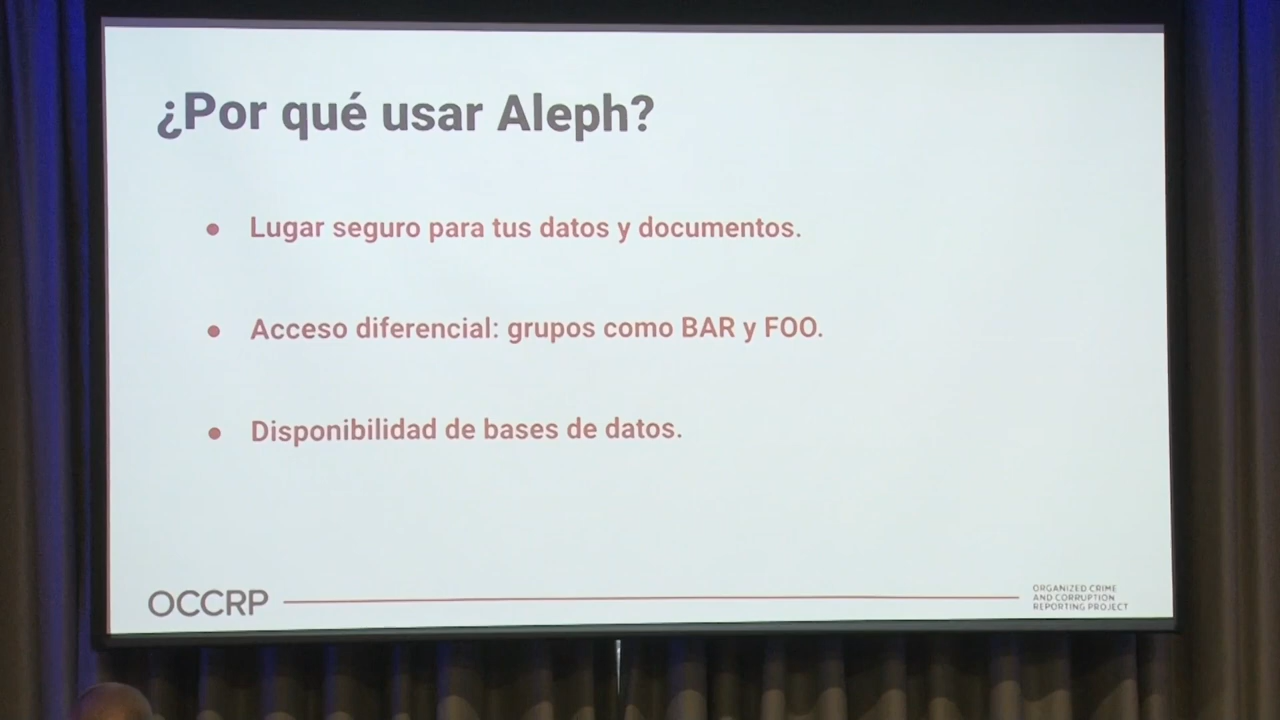 ¿Por qué usar Aleph?
● Lugar seguro para tus datos y documentos.
● Acceso diferencial: grupos como BAR y FOO.
● Disponibilidad de bases de datos.
OCCRP
ORGANIZED CRIME
AND CORRUPTION
REPORTING PROJECT